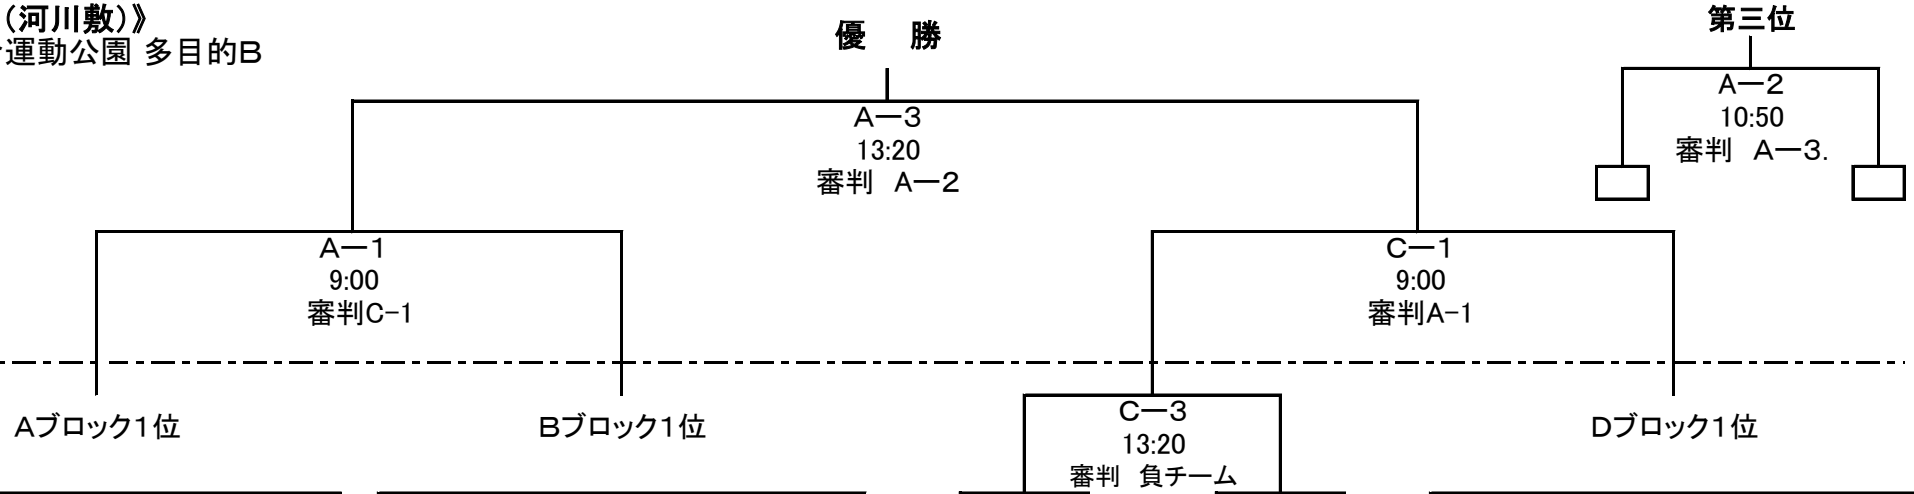 （河川敷）》
運動公園 多目的B
優　勝
第三位
A－3
13:20
審判　A－2
A－2
10:50
審判　A－3.
A－1
9:00
審判C-1
C－1
9:00
審判A-1
Aブロック1位
Bブロック1位
C－3
13:20
審判　負チーム
Dブロック1位